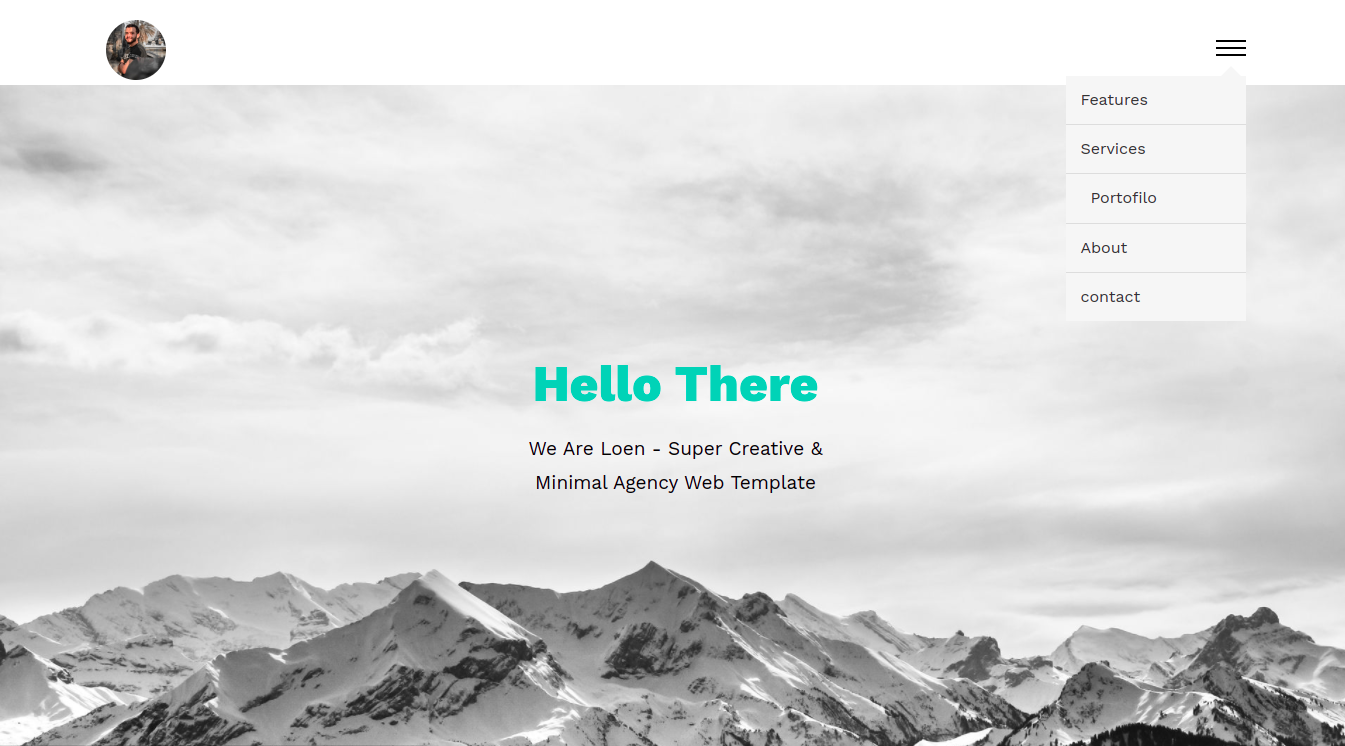 Features
Services
Portofilo
About
contact
Hello There
We Are Loen - Super Creative &
Minimal Agency Web Template